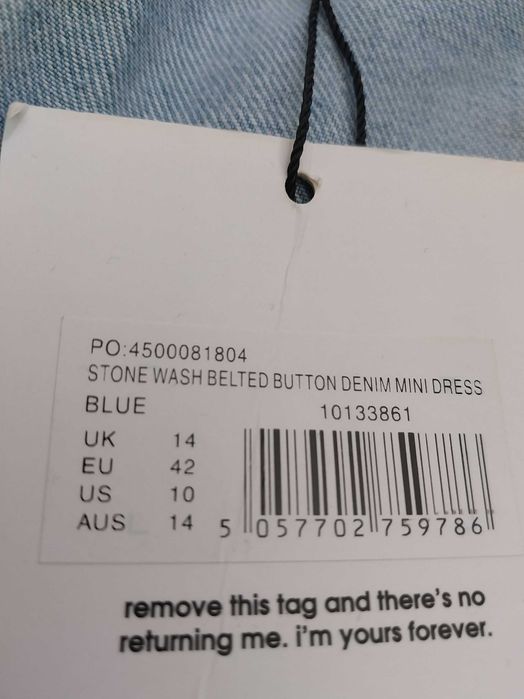 PO:4500081804
STONE WASH BELTED BUTTON DENIM MINI DRESS
BLUE 10133861
UK 14
EU 42
US 10
AUS 14
5 057702 759786
remove this tag and there's no
returning me. i'm yours forever.